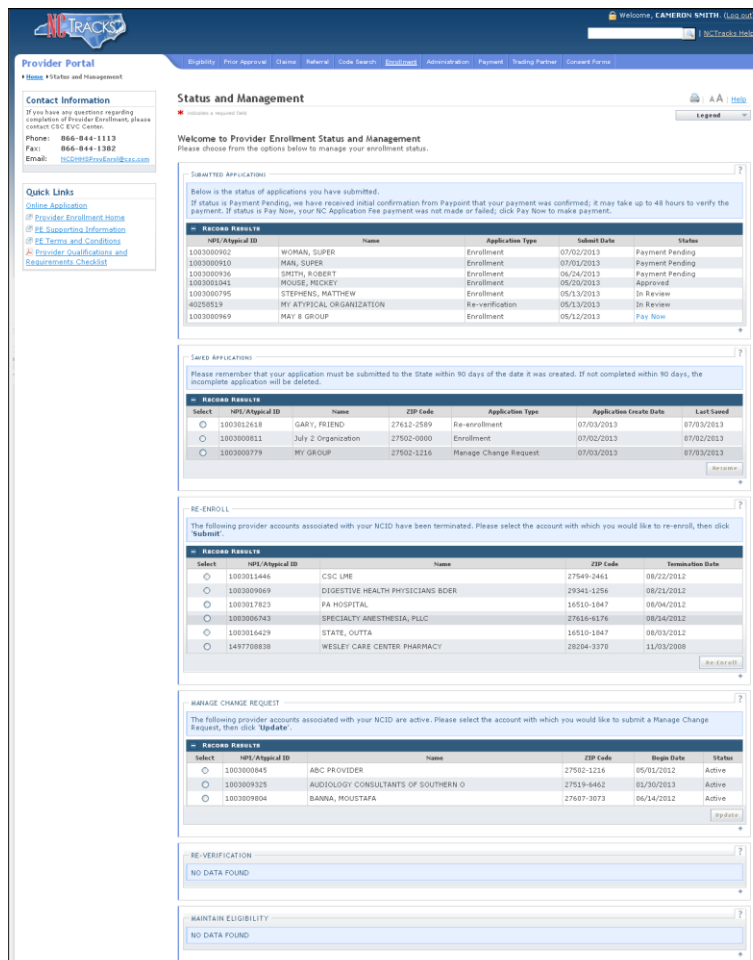 Welcome, CAMERON SMITH. (Log out)
NCTRACKS
NCTracks Help
Provider Portal
Eligibility Prior Approval Claims Referral Code Search Enrollment Administration Payment Trading Partner Consent Forms
Home Status and Management
Contact Information
If you have any questions regarding completion of Provider Enrollment, please contact CSC EVC Center.
Phone: 866-844-1113
Fax: 866-844-1382
Email: NCDHHSProvEnrol@csc.com
Quick Links
Online Application
Provider Enrollment Home
PE Supporting Information
PE Terms and Conditions
Provider Qualifications and
Requirements Checklist
Status and Management
AA Help
* indicates a required field
Legend
Welcome to Provider Enrollment Status and Management
Please choose from the options below to manage your enrollment status.
SUBMITTED APPLICATIONS ?
Below is the status of applications you have submitted.
If status is Payment Pending, we have received initial confirmation from Paypoint that your payment was confirmed; it may take up to 48 hours to verify the
payment. If status is Pay Now, your NC Application Fee payment was not made or failed; click Pay Now to make payment.
RECORD RESULTS
NPI/Atypical ID Name Application Type Submit Date Status
1003000902 WOMAN, SUPER Enrollment 07/02/2013 Payment Pending
1003000910 MAN, SUPER Enrollment 07/01/2013 Payment Pending
1003000936 SMITH, ROBERT Enrollment 06/24/2013 Payment Pending
1003001041 MOUSE, MICKEY Enrollment 05/20/2013 Approved
1003000795 STEPHENS, MATTHEW Enrollment 05/13/2013 In Review
40258519 MY ATYPICAL ORGANIZATION Re-verification 05/13/2013 In Review
1003000969 MAY 8 GROUP Enrollment 05/12/2013 Pay Now
SAVED APPLICATIONS ?
Please remember that your application must be submitted to the State within 90 days of the date it was created. If not completed within 90 days, the
incomplete application will be deleted.
RECORD RESULTS
Select NPI/Atypical ID Name ZIP Code Application Type Application Create Date Last Saved
1003012618 GARY, FRIEND 27612-2589 Re-enrollment 07/03/2013 07/03/2013
1003000811 July 2 Organization 27502-0000 Enrollment 07/02/2013 07/02/2013
1003000779 MY GROUP 27502-1216 Manage Change Request 07/03/2013 07/03/2013
Resume
RE-ENROLL ?
The following provider accounts associated with your NCID have been terminated. Please select the account with which you would like to re-enroll, then click
'Submit'.
RECORD RESULTS
Select NPI/Atypical ID Name ZIP Code Termination Date
1003011446 CSC LME 27549-2461 08/22/2012
1003009069 DIGESTIVE HEALTH PHYSICIANS BDER 29341-1256 08/21/2012
1003017823 PA HOSPITAL 16510-1847 08/04/2012
1003006743 SPECIALTY ANESTHESIA, PLLC 27616-6176 08/14/2012
1003016429 STATE, OUTTA 16510-1847 08/03/2012
1497708838 WESLEY CARE CENTER PHARMACY 28204-3370 11/03/2008
Re-Enroll
MANAGE CHANGE REQUEST ?
The following provider accounts associated with your NCID are active. Please select the account with which you would like to submit a Manage Change
Request, then click 'Update'.
RECORD RESULTS
Select NPI/Atypical ID Name ZIP Code Begin Date Status
1003000845 ABC PROVIDER 27502-1216 05/01/2012 Active
1003009325 AUDIOLOGY CONSULTANTS OF SOUTHERN O 27519-6462 01/30/2013 Active
1003009804 BANNA, MOUSTAFA 27607-3073 06/14/2012 Active
Update
RE-VERIFICATION ?
NO DATA FOUND
MAINTAIN ELIGIBILITY ?
NO DATA FOUND